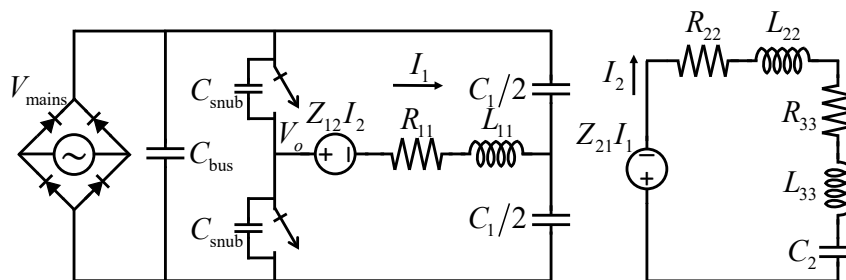 V_mains
C_bus
C_snub
C_snub
V_o
Z_12 I_2
+ −
I_1
R_11
L_11
C_1/2
C_1/2
I_2
Z_21 I_1
−
+
R_22
L_22
R_33
L_33
C_2